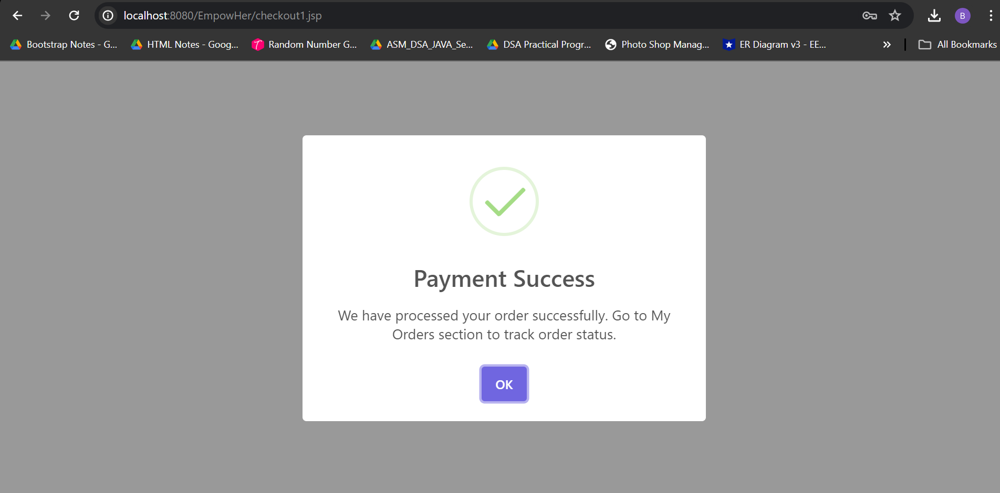 localhost:8080/EmpowHer/checkout1.jsp
B
Bootstrap Notes - G... HTML Notes - Goog... Random Number G... ASM_DSA_JAVA_Se... DSA Practical Progr... Photo Shop Manag... ER Diagram v3 - EE... All Bookmarks
Payment Success
We have processed your order successfully. Go to My
Orders section to track order status.
OK